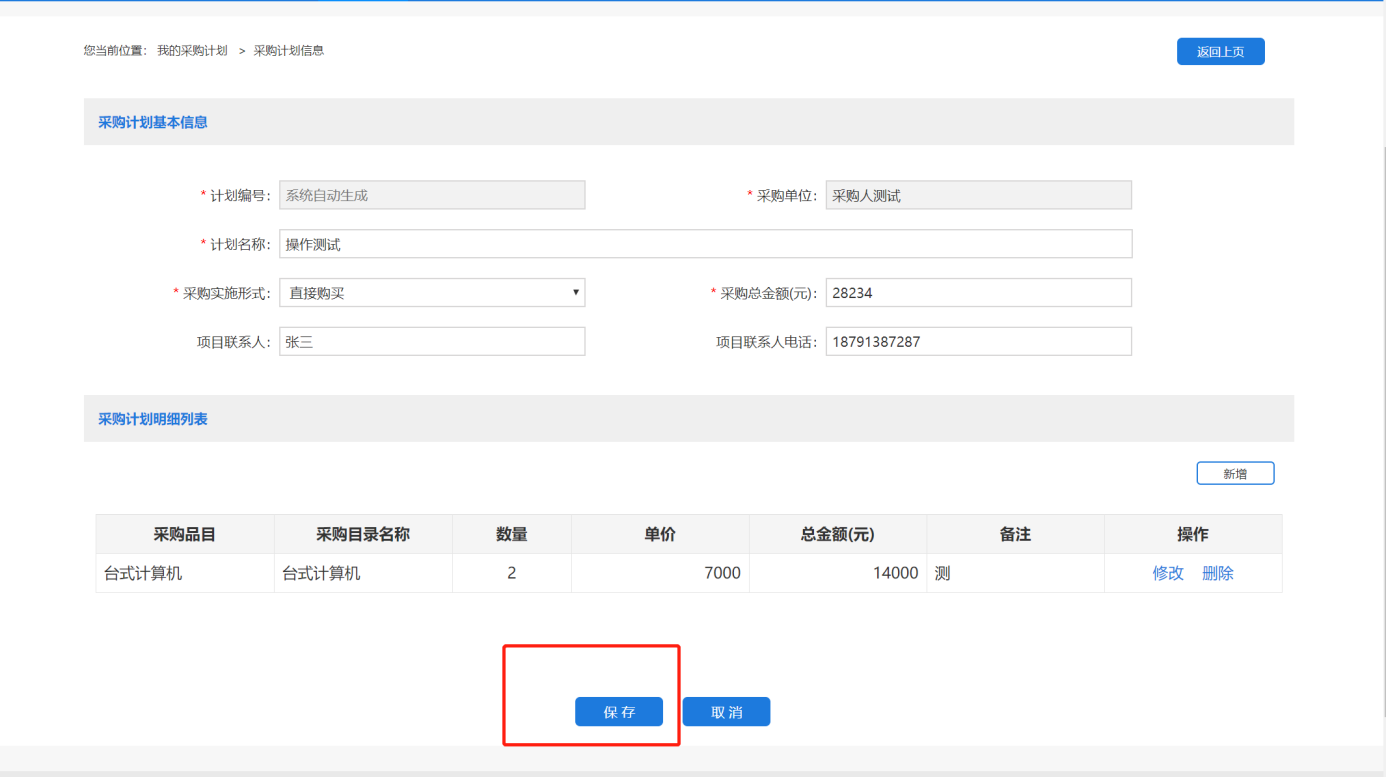 您当前位置： 我的采购计划 > 采购计划信息
返回上页
采购计划基本信息
* 计划编号： 系统自动生成 * 采购单位： 采购人测试
* 计划名称： 操作测试
* 采购实施形式： 直接购买 * 采购总金额(元)： 28234
项目联系人： 张三 项目联系人电话： 18791387287
采购计划明细列表
新增
采购品目 采购目录名称 数量 单价 总金额(元) 备注 操作
台式计算机 台式计算机 2 7000 14000 测 修改 删除
保 存 取 消